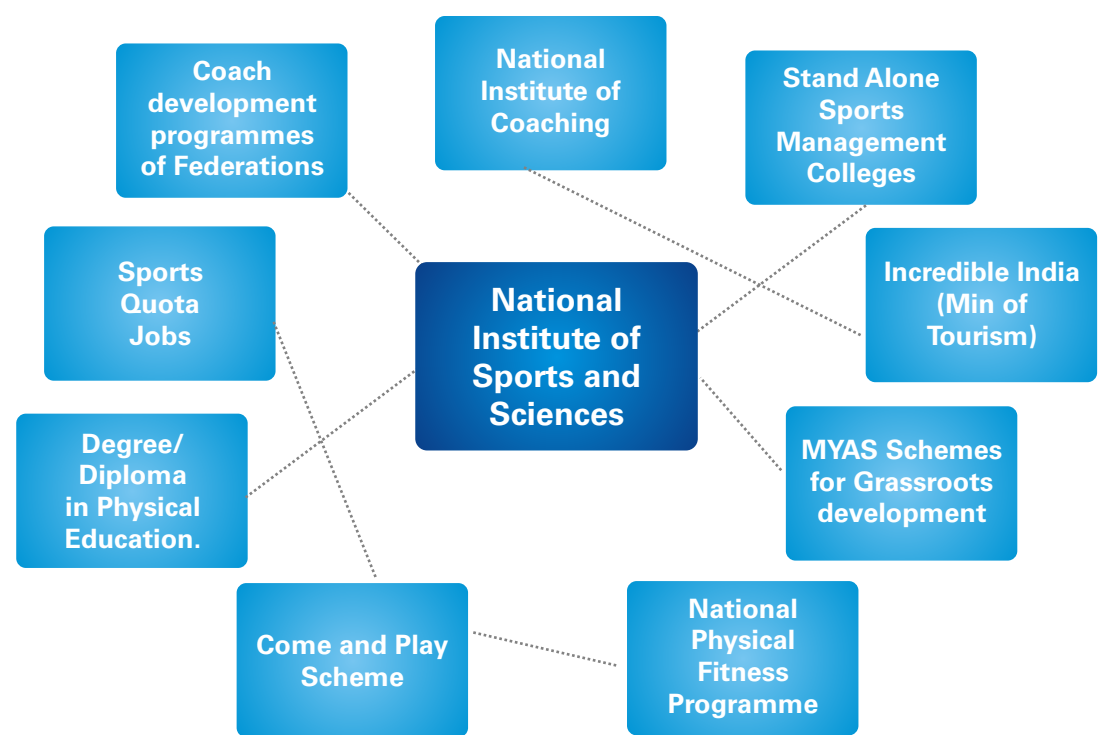 Coach
development
programmes
of Federations
National
Institute of
Coaching
Stand Alone
Sports
Management
Colleges
Sports
Quota
Jobs
National
Institute of
Sports and
Sciences
Incredible India
(Min of
Tourism)
Degree/
Diploma
in Physical
Education.
MYAS Schemes
for Grassroots
development
Come and Play
Scheme
National
Physical
Fitness
Programme